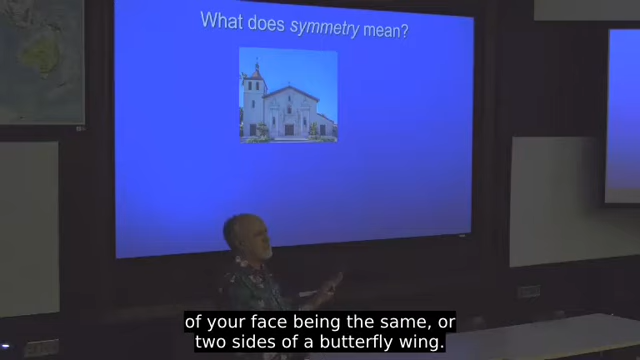 What does symmetry mean?
of your face being the same, or
two sides of a butterfly wing.